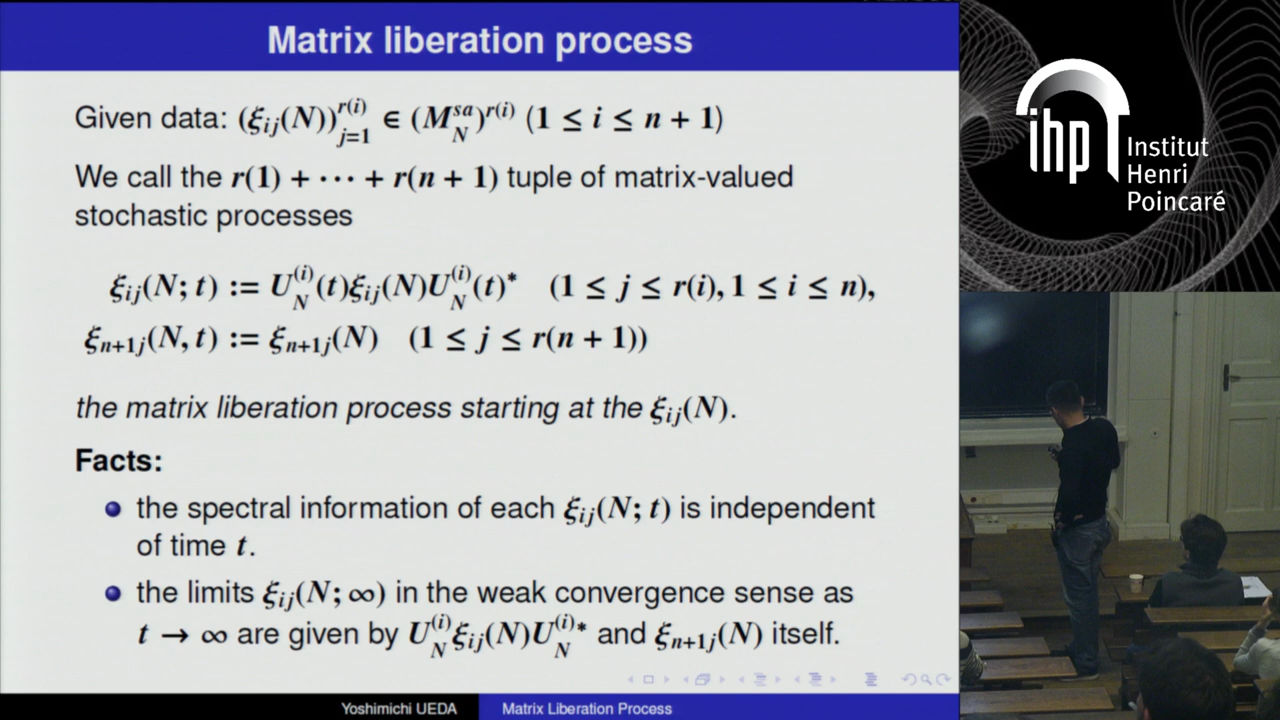 Matrix liberation process
Given data: (ξ_{ij}(N))_{j=1}^{r(i)} ∈ (M_N^{sa})^{r(i)} (1 ≤ i ≤ n + 1)
We call the r(1) + ··· + r(n + 1) tuple of matrix-valued
stochastic processes
ξ_{ij}(N; t) := U_N^{(i)}(t)ξ_{ij}(N)U_N^{(i)}(t)* (1 ≤ j ≤ r(i), 1 ≤ i ≤ n),
ξ_{n+1j}(N, t) := ξ_{n+1j}(N) (1 ≤ j ≤ r(n + 1))
the matrix liberation process starting at the ξ_{ij}(N).
Facts:
the spectral information of each ξ_{ij}(N; t) is independent
of time t.
the limits ξ_{ij}(N; ∞) in the weak convergence sense as
t → ∞ are given by U_N^{(i)}ξ_{ij}(N)U_N^{(i)*} and ξ_{n+1j}(N) itself.
Yoshimichi UEDA Matrix Liberation Process
ihp
Institut
Henri
Poincaré